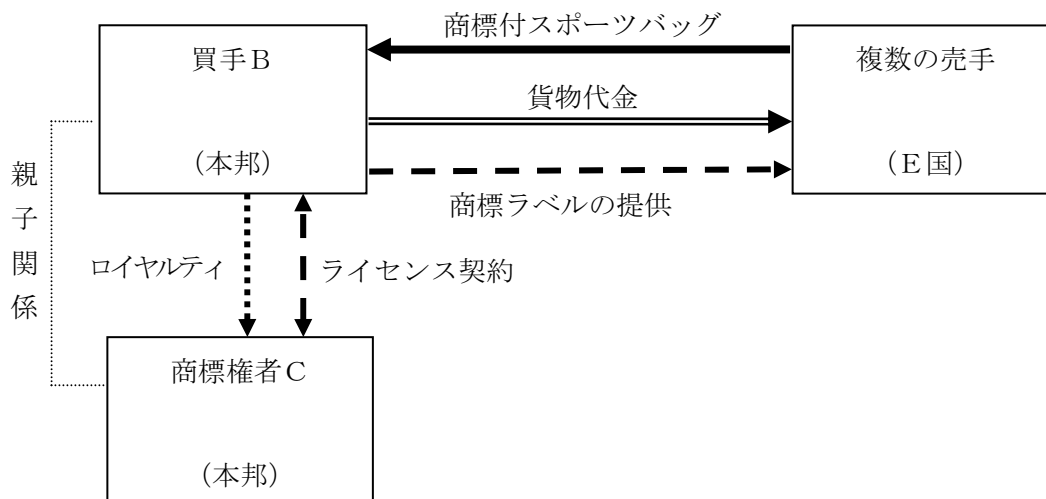 商標付スポーツバッグ
買手B
複数の売手
貨物代金
(本邦)
(E国)
商標ラベルの提供
親子関係
ロイヤルティ
ライセンス契約
商標権者C
(本邦)